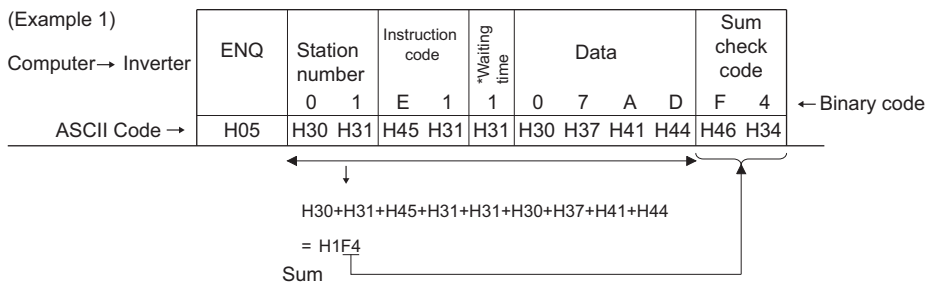 (Example 1)
Computer→ Inverter
ENQ
Station number
Instruction code
*Waiting time
Data
Sum check code
0 1 E 1 1 0 7 A D F 4 ←Binary code
ASCII Code → H05 H30 H31 H45 H31 H31 H30 H37 H41 H44 H46 H34
H30+H31+H45+H31+H31+H30+H37+H41+H44
= H1F4
Sum